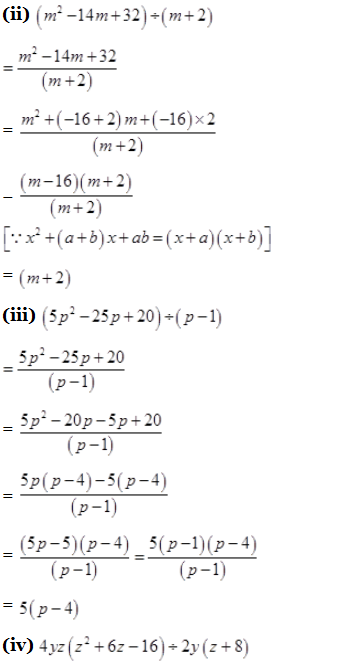 (ii) (m² −14m+32)÷(m+2)
= m² −14m+32 / (m+2)
= m² +(−16+2)m+(−16)×2 / (m+2)
− (m−16)(m+2) / (m+2)
[∵ x² +(a+b)x+ab=(x+a)(x+b)]
= (m+2)
(iii) (5p² −25p+20)÷(p−1)
= 5p² −25p+20 / (p−1)
= 5p² −20p−5p+20 / (p−1)
= 5p(p−4)−5(p−4) / (p−1)
= (5p−5)(p−4) / (p−1) = 5(p−1)(p−4) / (p−1)
= 5(p−4)
(iv) 4yz(z² +6z−16)÷2y(z+8)